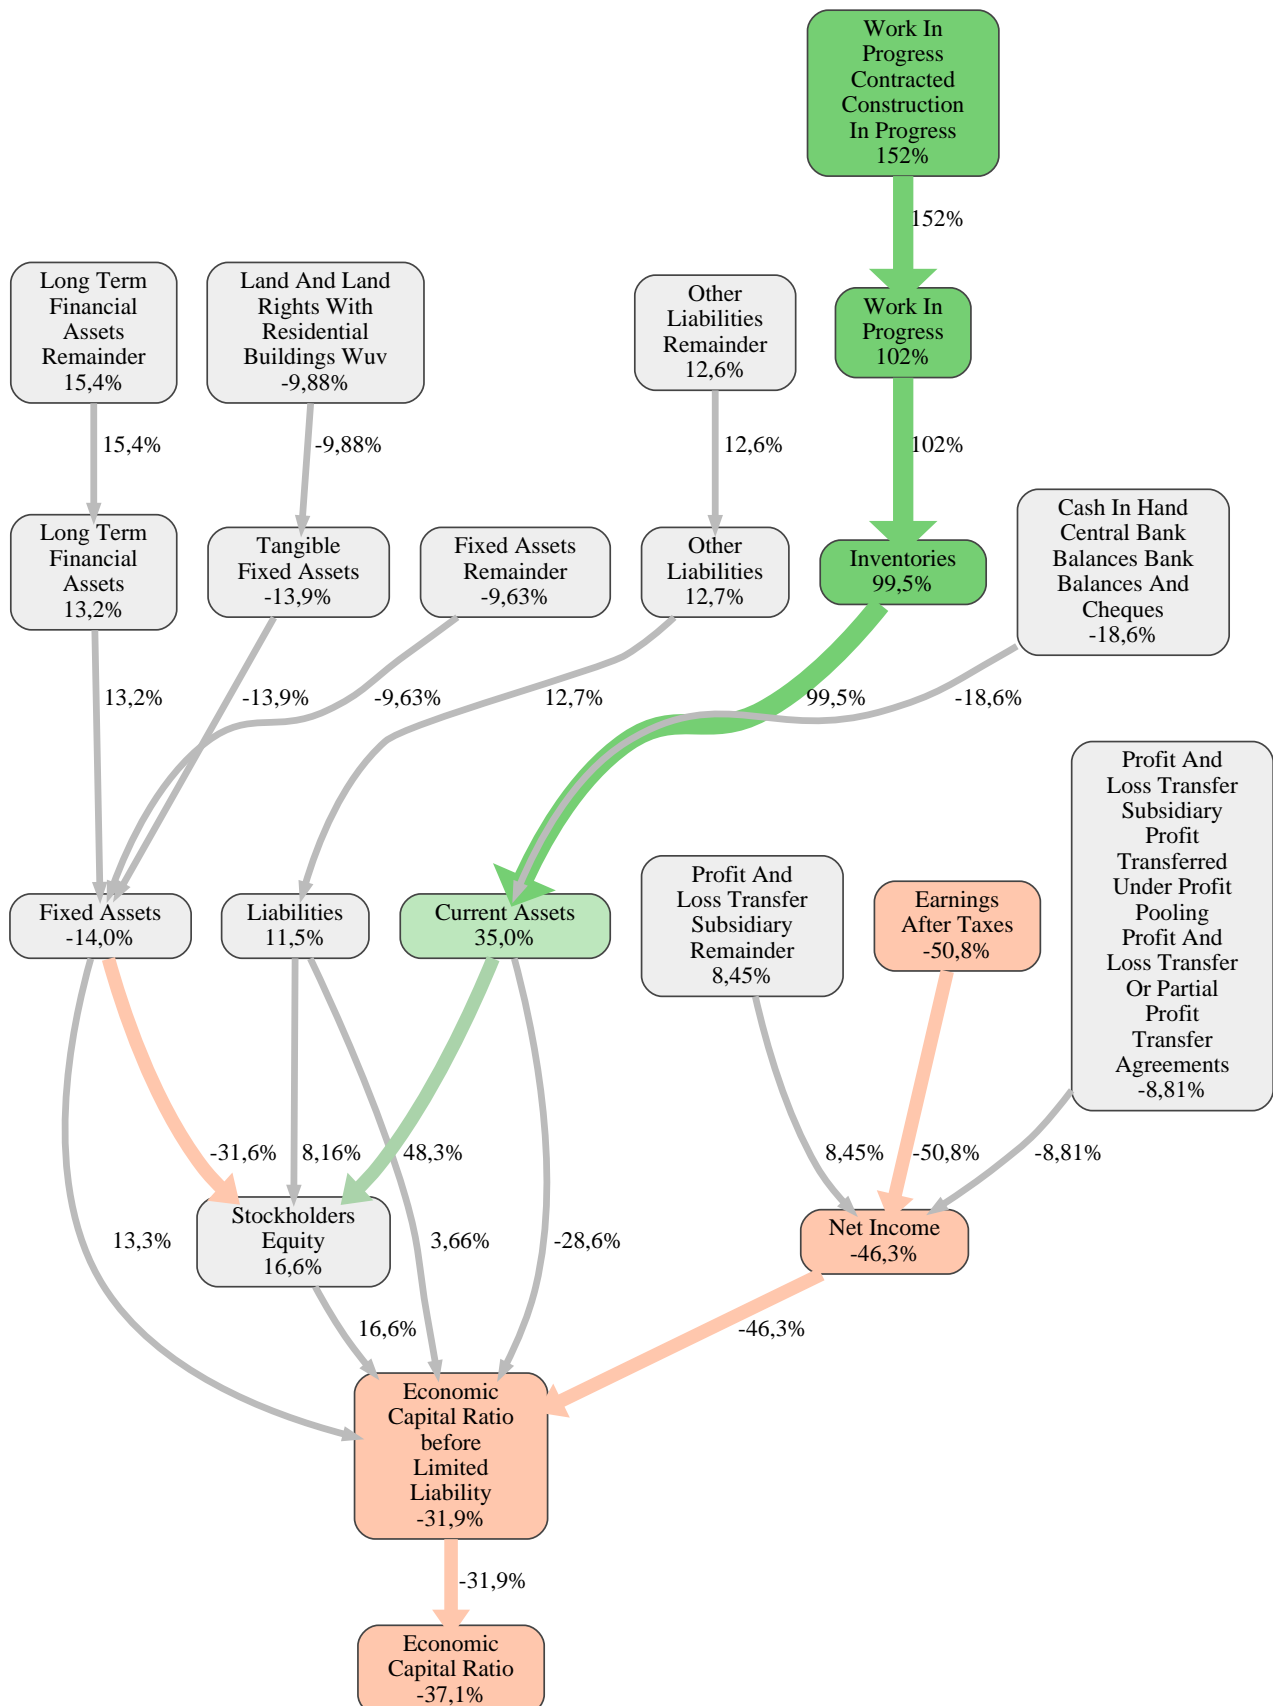 Work In
Progress
Contracted
Construction
In Progress
152%
152%
Long Term
Financial
Assets
Remainder
15,4%
Land And Land
Rights With
Residential
Buildings Wuv
-9,88%
Other
Liabilities
Remainder
12,6%
Work In
Progress
102%
15,4%
-9,88%
12,6%
102%
Long Term
Financial
Assets
13,2%
Tangible
Fixed Assets
-13,9%
Fixed Assets
Remainder
-9,63%
Other
Liabilities
12,7%
Inventories
99,5%
Cash In Hand
Central Bank
Balances Bank
Balances And
Cheques
-18,6%
13,2%
-13,9%
-9,63%
12,7%
99,5%
-18,6%
Fixed Assets
-14,0%
Liabilities
11,5%
Current Assets
35,0%
Profit And
Loss Transfer
Subsidiary
Remainder
8,45%
Earnings
After Taxes
-50,8%
Profit And
Loss Transfer
Subsidiary
Profit
Transferred
Under Profit
Pooling
Profit And
Loss Transfer
Or Partial
Profit
Transfer
Agreements
-8,81%
-31,6%
8,16%
48,3%
8,45%
-50,8%
-8,81%
Stockholders
Equity
16,6%
Net Income
-46,3%
13,3%
3,66%
-28,6%
16,6%
-46,3%
Economic
Capital Ratio
before
Limited
Liability
-31,9%
-31,9%
Economic
Capital Ratio
-37,1%